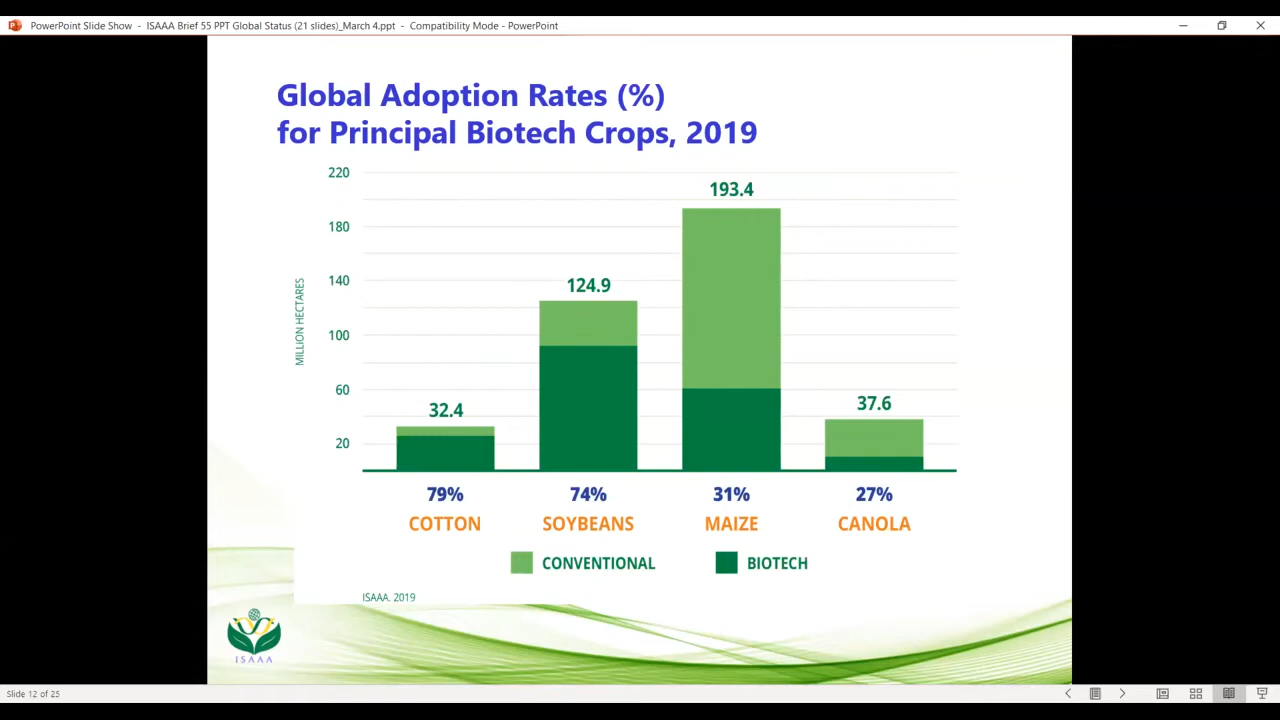 PowerPoint Slide Show - ISAAA Brief 55 PPT Global Status (21 slides)_March 4.ppt - Compatibility Mode - PowerPoint
Global Adoption Rates (%)
for Principal Biotech Crops, 2019
MILLION HECTARES
220
180
140
100
60
20
32.4
124.9
193.4
37.6
79%
74%
31%
27%
COTTON
SOYBEANS
MAIZE
CANOLA
CONVENTIONAL
BIOTECH
ISAAA. 2019
ISAAA
Slide 12 of 25